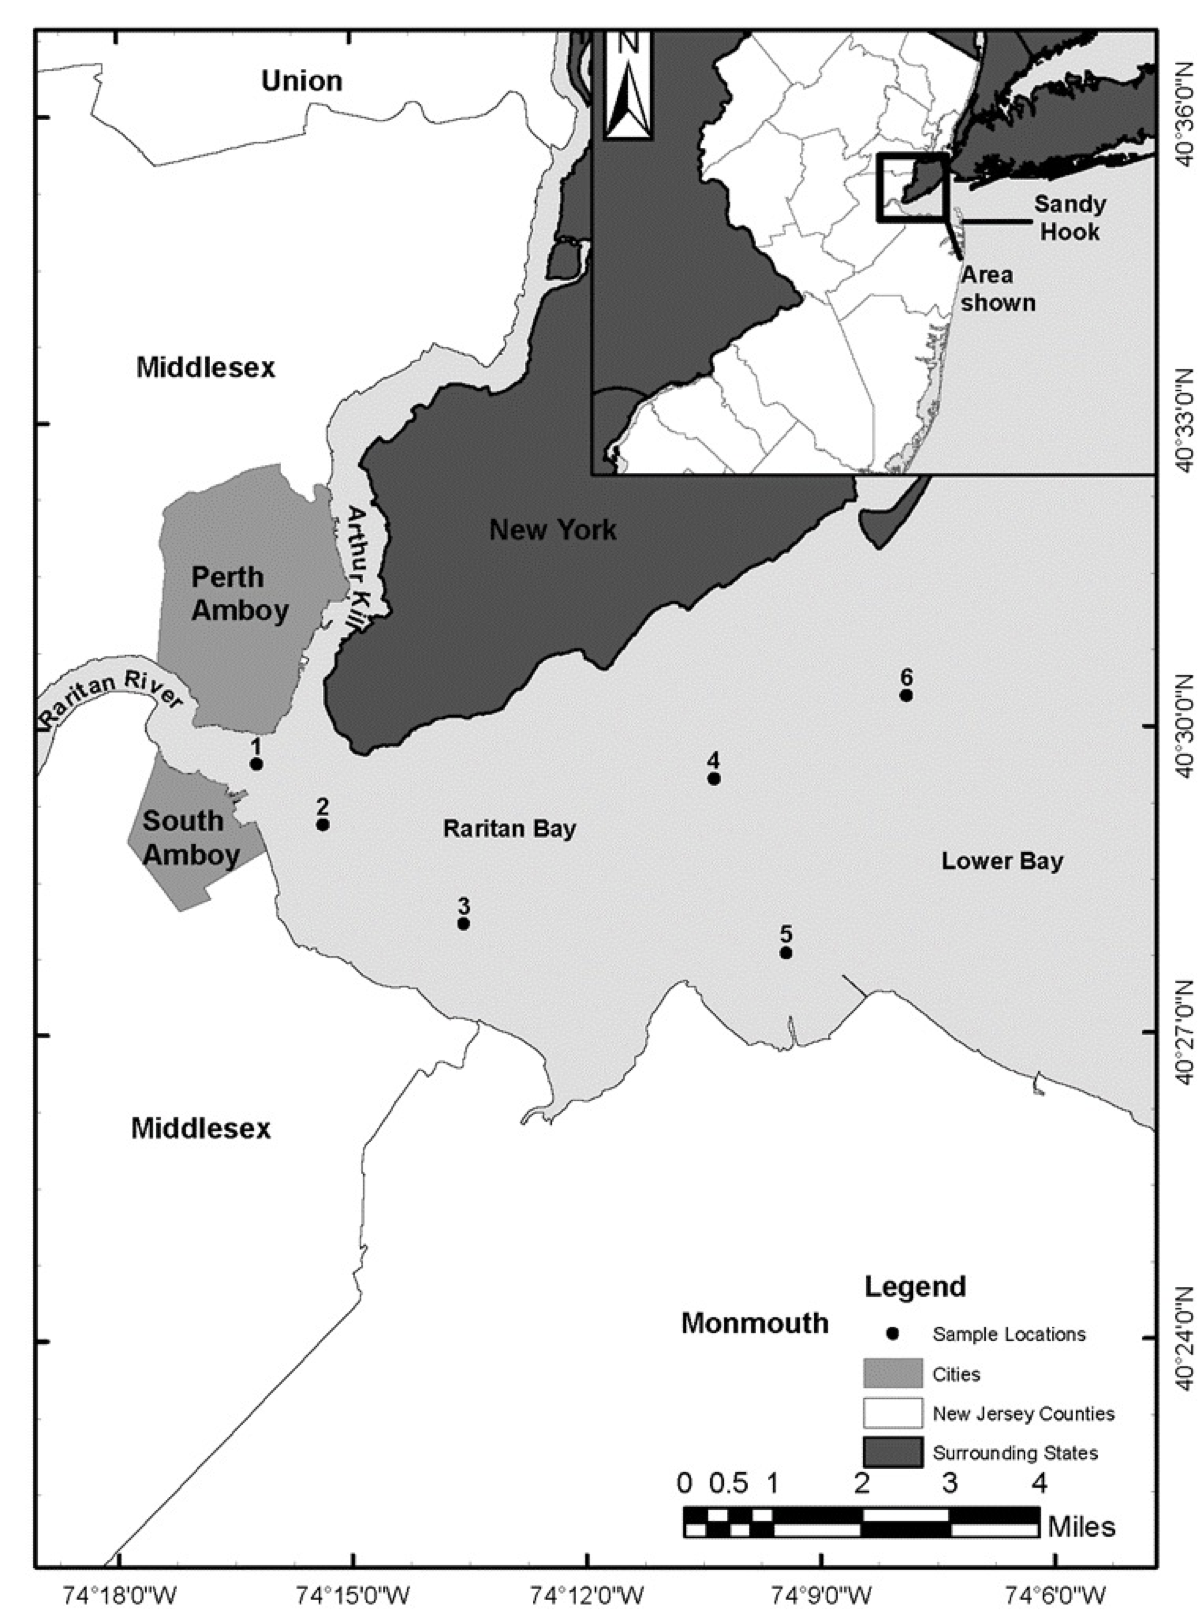 Union
N
40°36'0"N
Sandy
Hook
Area
shown
Middlesex
40°33'0"N
New York
Arthur Kill
Perth
Amboy
Raritan River
6
40°30'0"N
1
4
2
South
Amboy
Raritan Bay
Lower Bay
3
5
40°27'0"N
Middlesex
Legend
Monmouth
Sample Locations
40°24'0"N
Cities
New Jersey Counties
Surrounding States
0 0.5 1 2 3 4
Miles
74°18'0"W 74°15'0"W 74°12'0"W 74°9'0"W 74°6'0"W